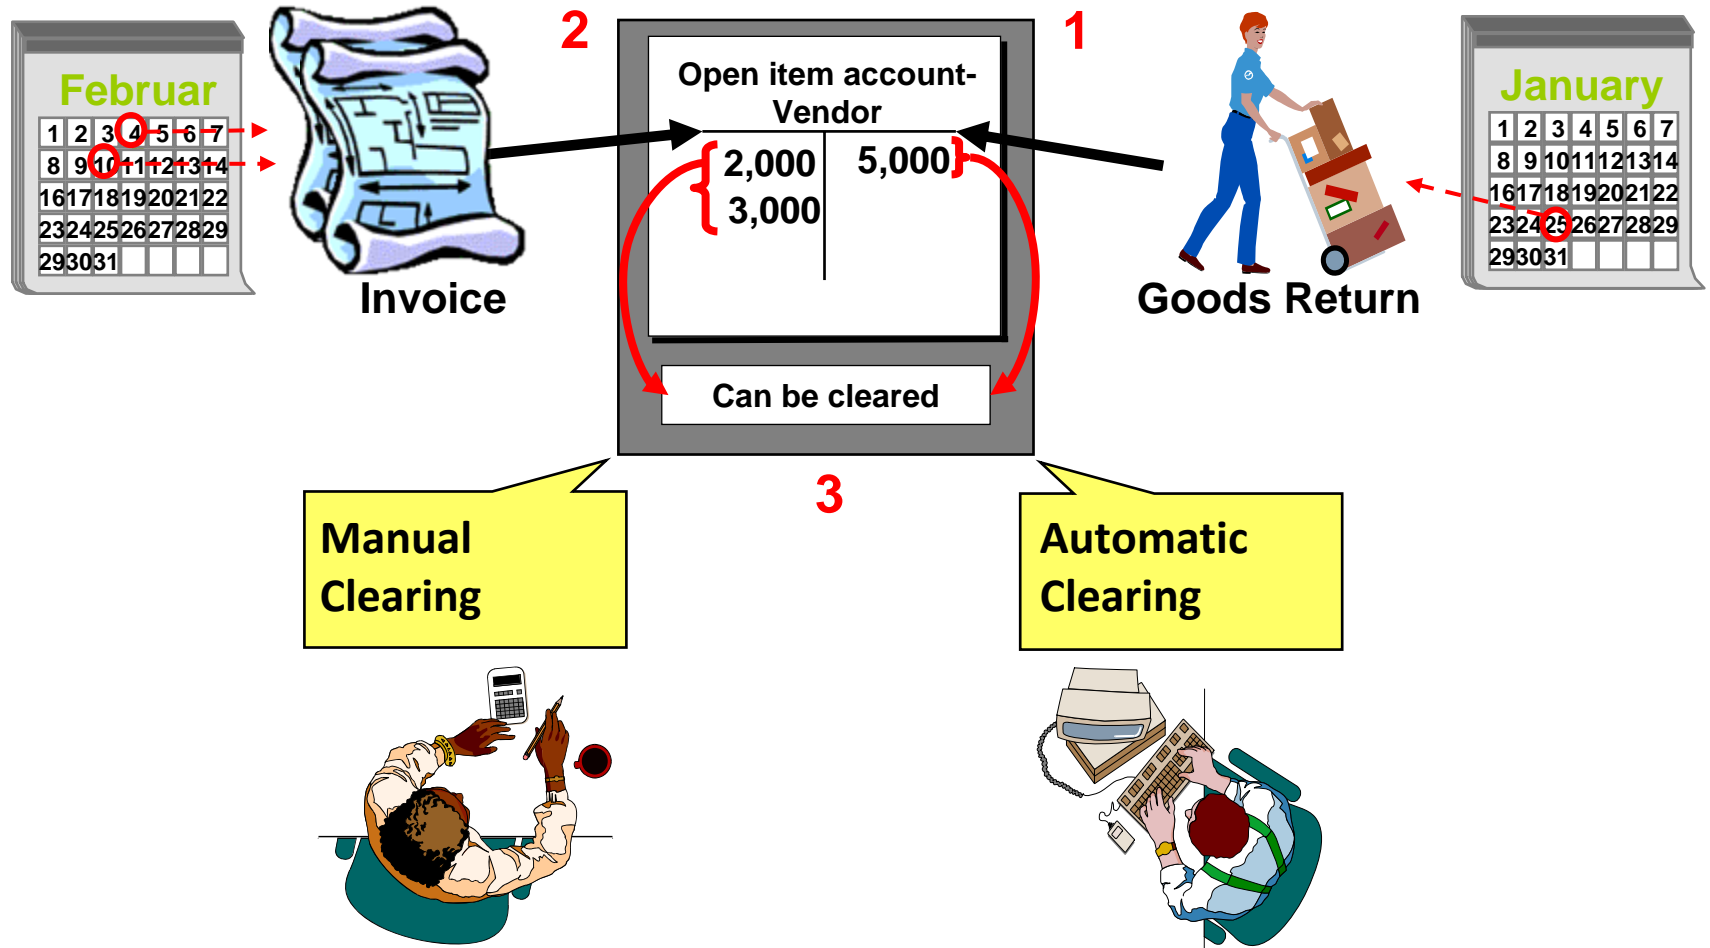 2
1
Februar
1 2 3 4 5 6 7
8 9 10 11 12 13 14
16 17 18 19 20 21 22
23 24 25 26 27 28 29
29 30 31
Invoice
Open item account-
Vendor
2,000 5,000
3,000
Can be cleared
Goods Return
January
1 2 3 4 5 6 7
8 9 10 11 12 13 14
16 17 18 19 20 21 22
23 24 25 26 27 28 29
29 30 31
3
Manual
Clearing
Automatic
Clearing